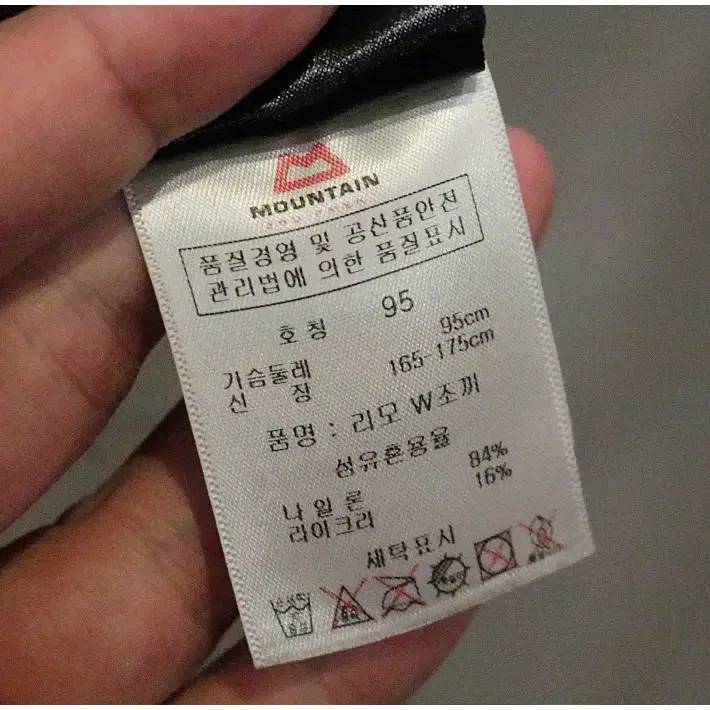 MOUNTAIN
품질경영 및 공산품안전
관리법에 의한 품질표시
호칭 95
가슴둘레 95cm
신 장 165-175cm
품명 : 리모 W조끼
섬유혼용율
나 일 론 84%
라이크라 16%
세탁표시